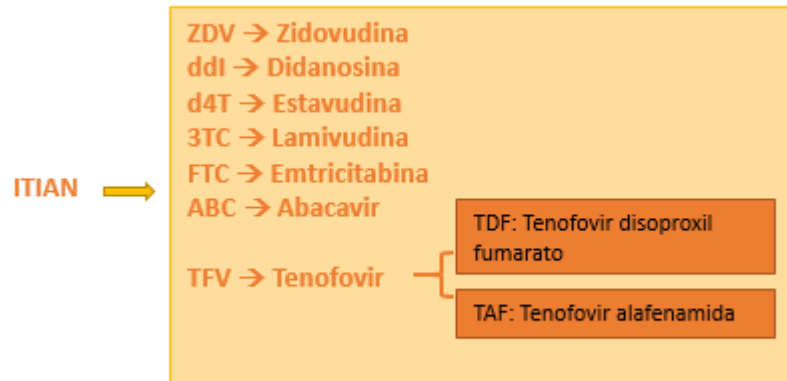 ZDV → Zidovudina
ddI → Didanosina
d4T → Estavudina
3TC → Lamivudina
ITIAN
FTC → Emtricitabina
ABC → Abacavir
TFV → Tenofovir
TDF: Tenofovir disoproxil
fumarato
TAF: Tenofovir alafenamida